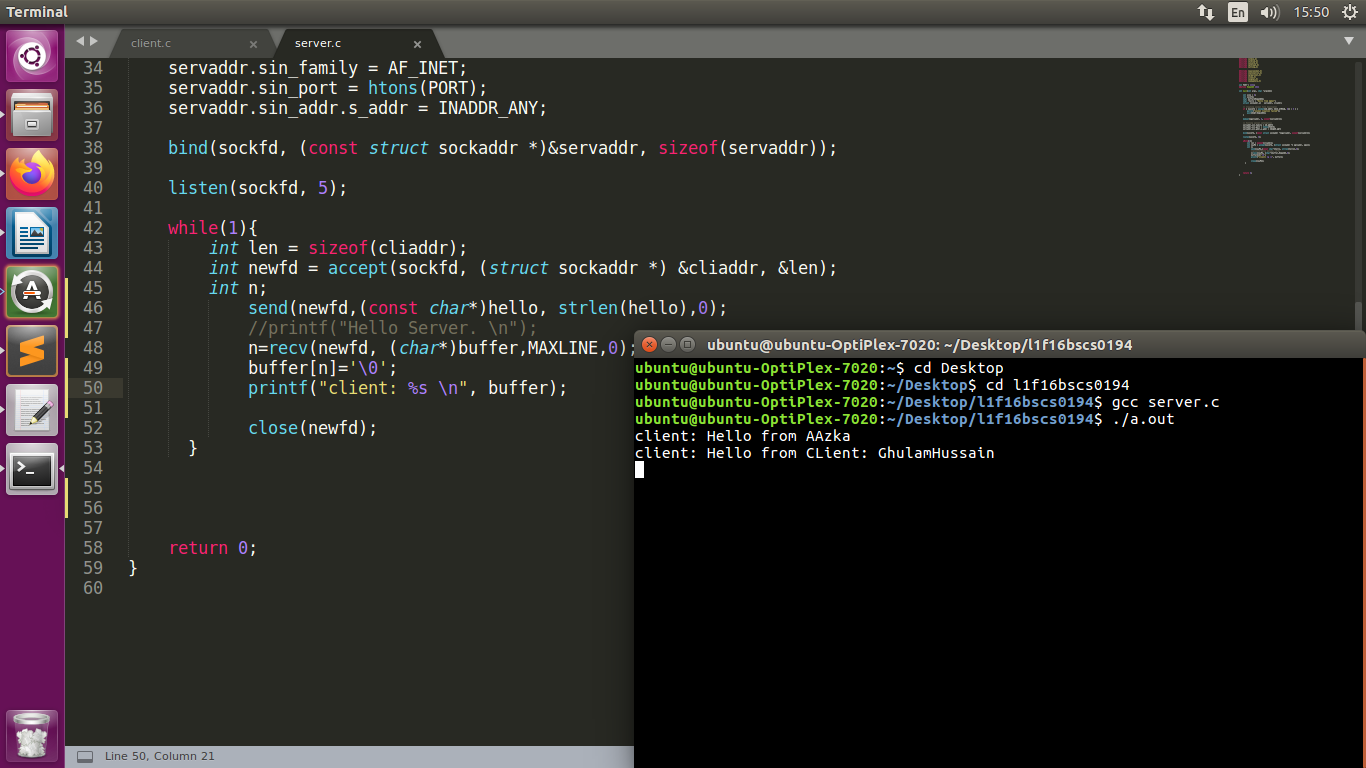 Terminal
En
15:50
client.c ×
server.c ×
34 servaddr.sin_family = AF_INET;
35 servaddr.sin_port = htons(PORT);
36 servaddr.sin_addr.s_addr = INADDR_ANY;
37
38 bind(sockfd, (const struct sockaddr *)&servaddr, sizeof(servaddr));
39
40 listen(sockfd, 5);
41
42 while(1){
43 int len = sizeof(cliaddr);
44 int newfd = accept(sockfd, (struct sockaddr *) &cliaddr, &len);
45 int n;
46 send(newfd,(const char*)hello, strlen(hello),0);
47 //printf("Hello Server. \n");
48 n=recv(newfd, (char*)buffer,MAXLINE,0);
49 buffer[n]='\0';
50 printf("client: %s \n", buffer);
51
52 close(newfd);
53 }
54
55
56
57
58 return 0;
59 }
60
Line 50, Column 21
ubuntu@ubuntu-OptiPlex-7020: ~/Desktop/l1f16bscs0194
ubuntu@ubuntu-OptiPlex-7020:~$ cd Desktop
ubuntu@ubuntu-OptiPlex-7020:~/Desktop$ cd l1f16bscs0194
ubuntu@ubuntu-OptiPlex-7020:~/Desktop/l1f16bscs0194$ gcc server.c
ubuntu@ubuntu-OptiPlex-7020:~/Desktop/l1f16bscs0194$ ./a.out
client: Hello from AAzka
client: Hello from CLient: GhulamHussain